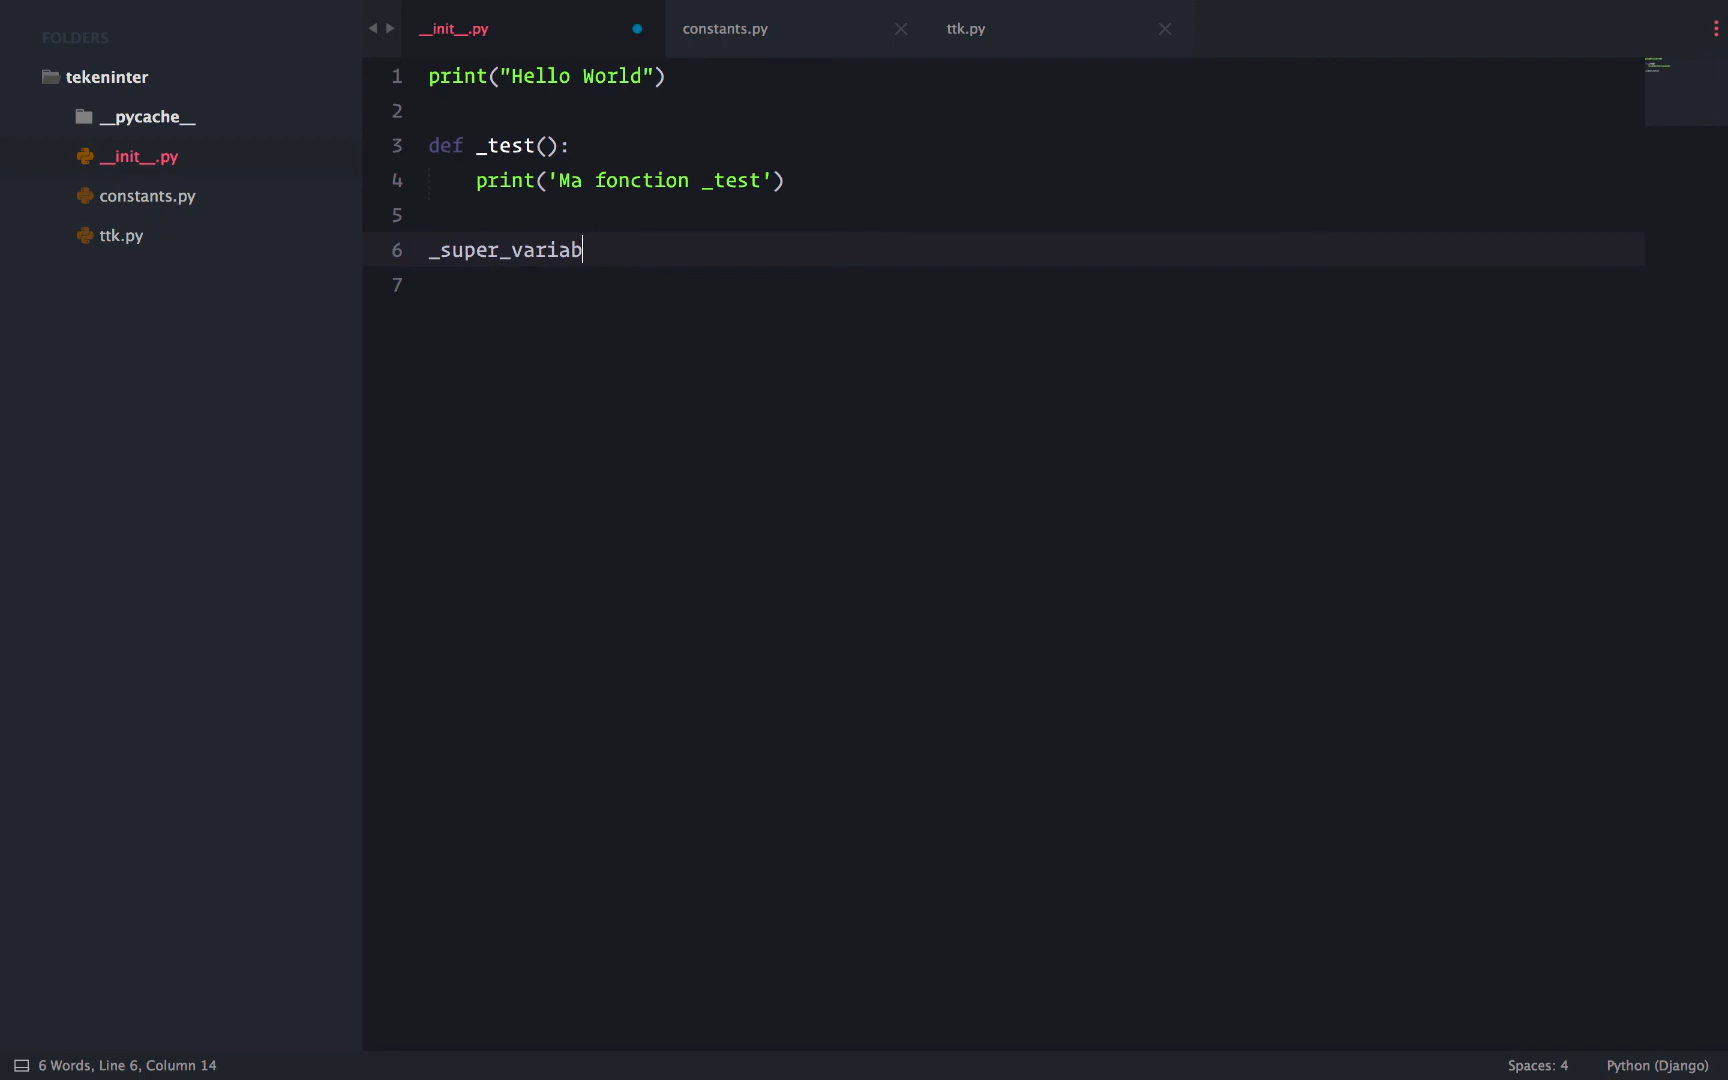 FOLDERS
tekeninter
__pycache__
__init__.py
constants.py
ttk.py
__init__.py
constants.py
ttk.py
1 print("Hello World")
2
3 def _test():
4 print('Ma fonction _test')
5
6 _super_variab
7
6 Words, Line 6, Column 14
Spaces: 4
Python (Django)